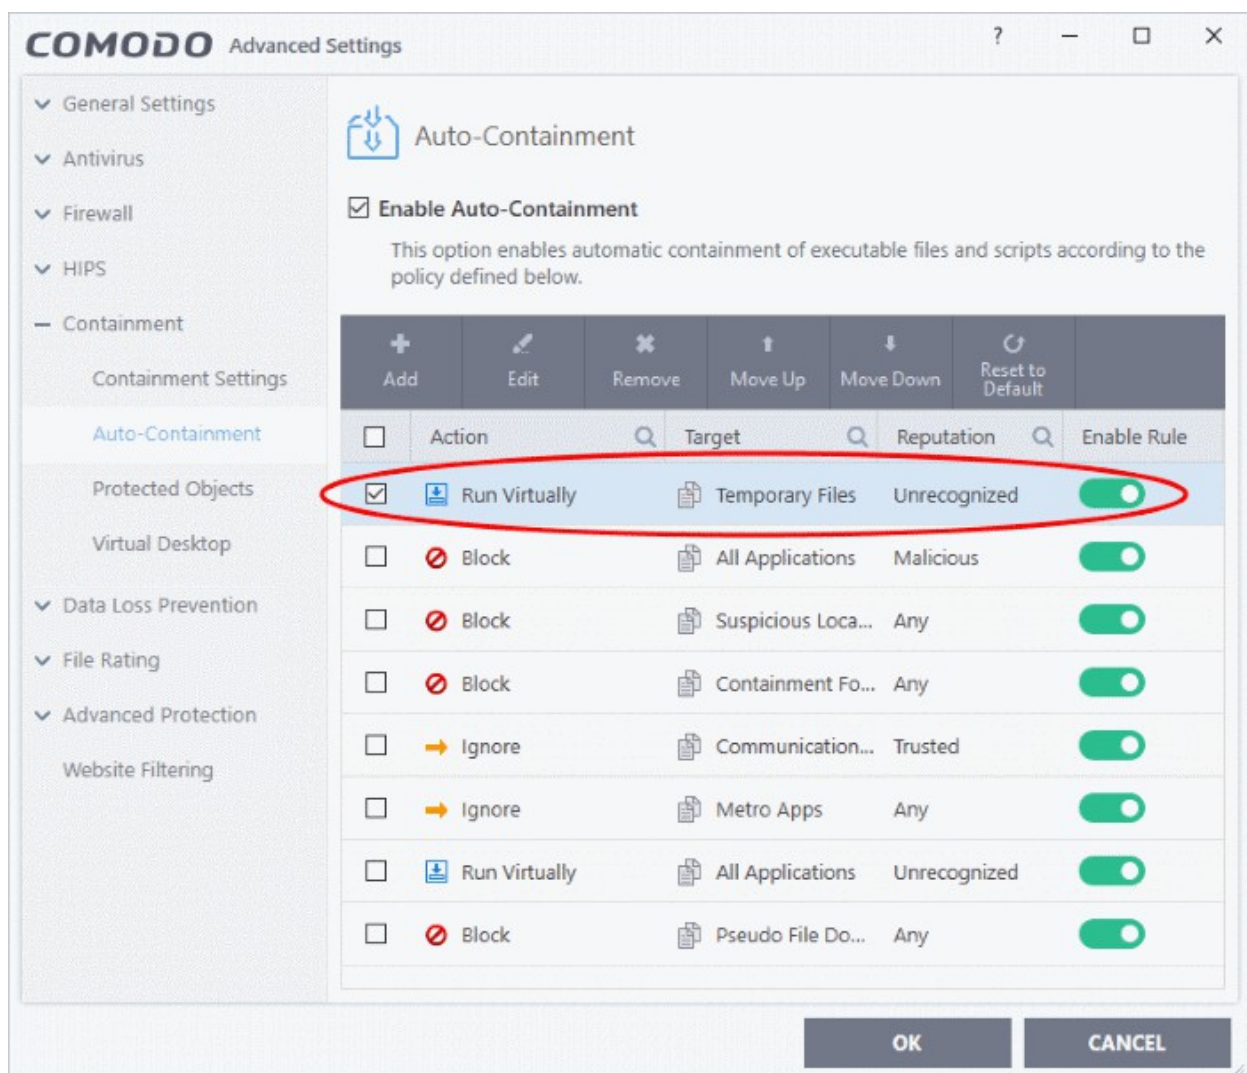 COMODO Advanced Settings ?
General Settings
Antivirus
Firewall
HIPS
Containment
Containment Settings
Auto-Containment
Protected Objects
Virtual Desktop
Data Loss Prevention
File Rating
Advanced Protection
Website Filtering
Auto-Containment
Enable Auto-Containment
This option enables automatic containment of executable files and scripts according to the
policy defined below.
Add Edit Remove Move Up Move Down Reset to
Default
Action Target Reputation Enable Rule
Run Virtually Temporary Files Unrecognized
Block All Applications Malicious
Block Suspicious Loca... Any
Block Containment Fo... Any
Ignore Communication... Trusted
Ignore Metro Apps Any
Run Virtually All Applications Unrecognized
Block Pseudo File Do... Any
OK CANCEL